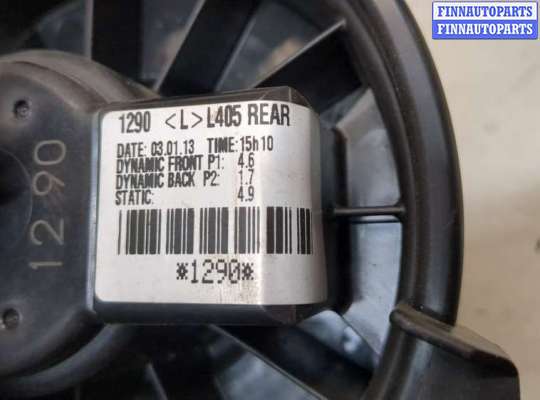 FINNAUTOPARTS
FINNAUTOPARTS
1290 <L> L405 REAR
DATE: 03.01.13 TIME: 15h10
DYNAMIC FRONT P1: 4.6
DYNAMIC BACK P2: 1.7
STATIC: 4.9
*1290*
1290